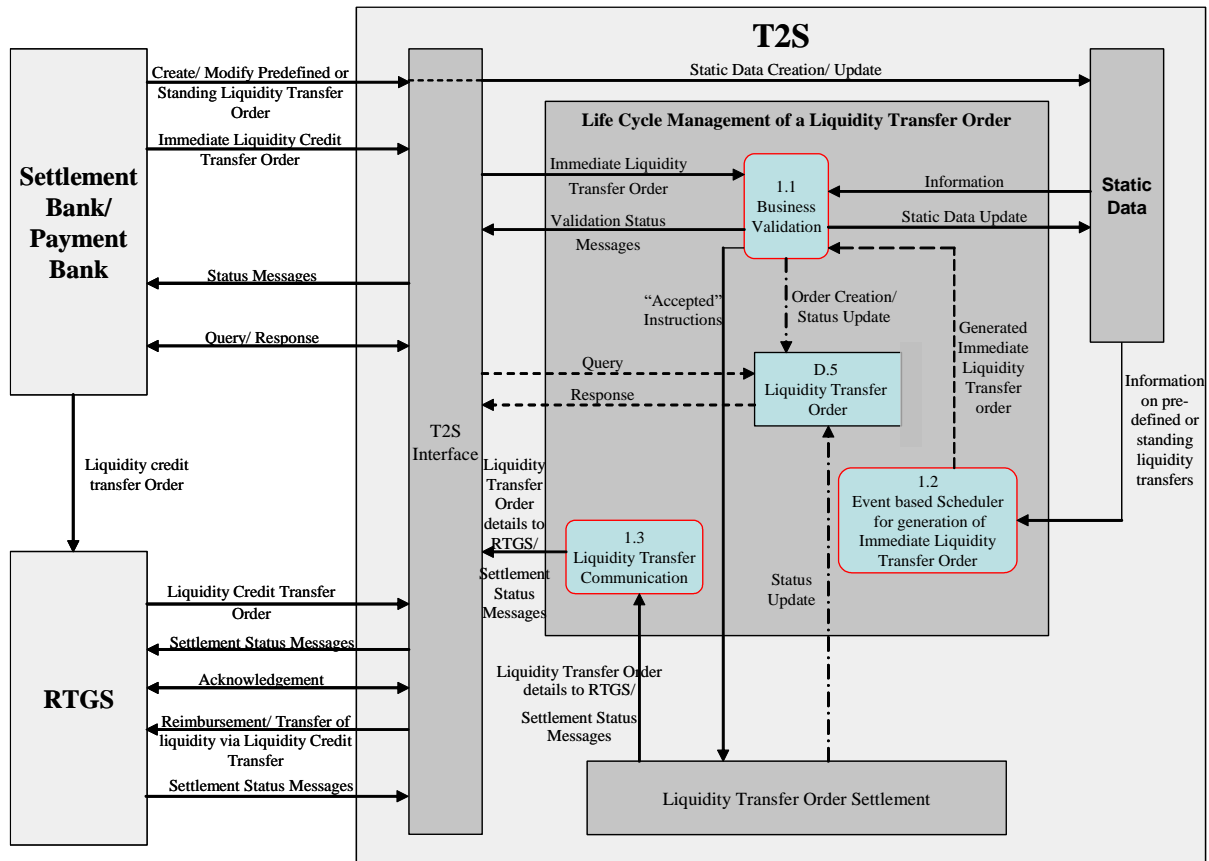 T2S
Create/ Modify Predefined or
Standing Liquidity Transfer
Order
Static Data Creation/ Update
Immediate Liquidity Credit
Transfer Order
Life Cycle Management of a Liquidity Transfer Order
Settlement
Bank/
Payment
Bank
Immediate Liquidity
Transfer Order
1.1
Business
Validation
Information
Static
Data
Static Data Update
Validation Status
Messages
Status Messages
“Accepted”
Instructions
Order Creation/
Status Update
Generated
Immediate
Liquidity
Transfer
order
Query/ Response
Query
Response
D.5
Liquidity Transfer
Order
Information
on pre-
defined or
standing
liquidity
transfers
T2S
Interface
Liquidity credit
transfer Order
Liquidity
Transfer
Order
details to
RTGS/
Settlement
Status
Messages
1.2
Event based Scheduler
for generation of
Immediate Liquidity
Transfer Order
1.3
Liquidity Transfer
Communication
Status
Update
Liquidity Credit Transfer
Order
Settlement Status Messages
RTGS
Acknowledgement
Liquidity Transfer Order
details to RTGS/
Settlement Status
Messages
Reimbursement/ Transfer of
liquidity via Liquidity Credit
Transfer
Settlement Status Messages
Liquidity Transfer Order Settlement